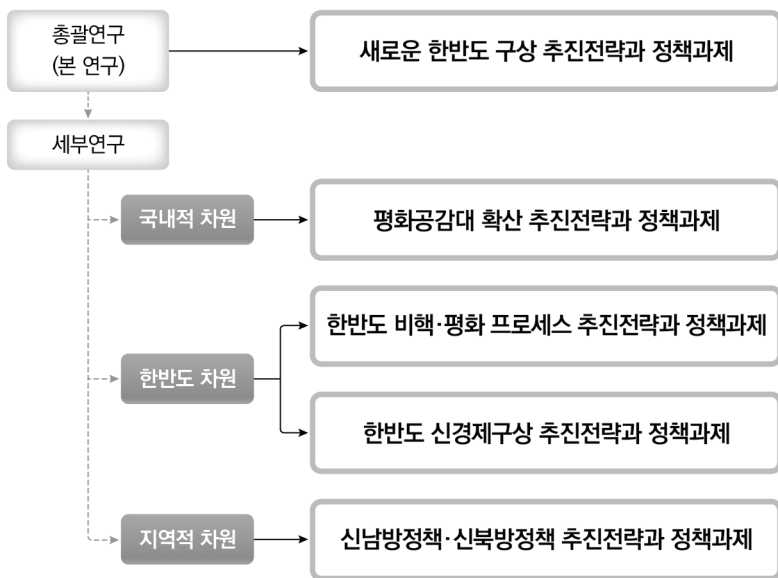 총괄연구
(본 연구)
새로운 한반도 구상 추진전략과 정책과제
세부연구
국내적 차원
평화공감대 확산 추진전략과 정책과제
한반도 비핵·평화 프로세스 추진전략과 정책과제
한반도 차원
한반도 신경제구상 추진전략과 정책과제
지역적 차원
신남방정책·신북방정책 추진전략과 정책과제